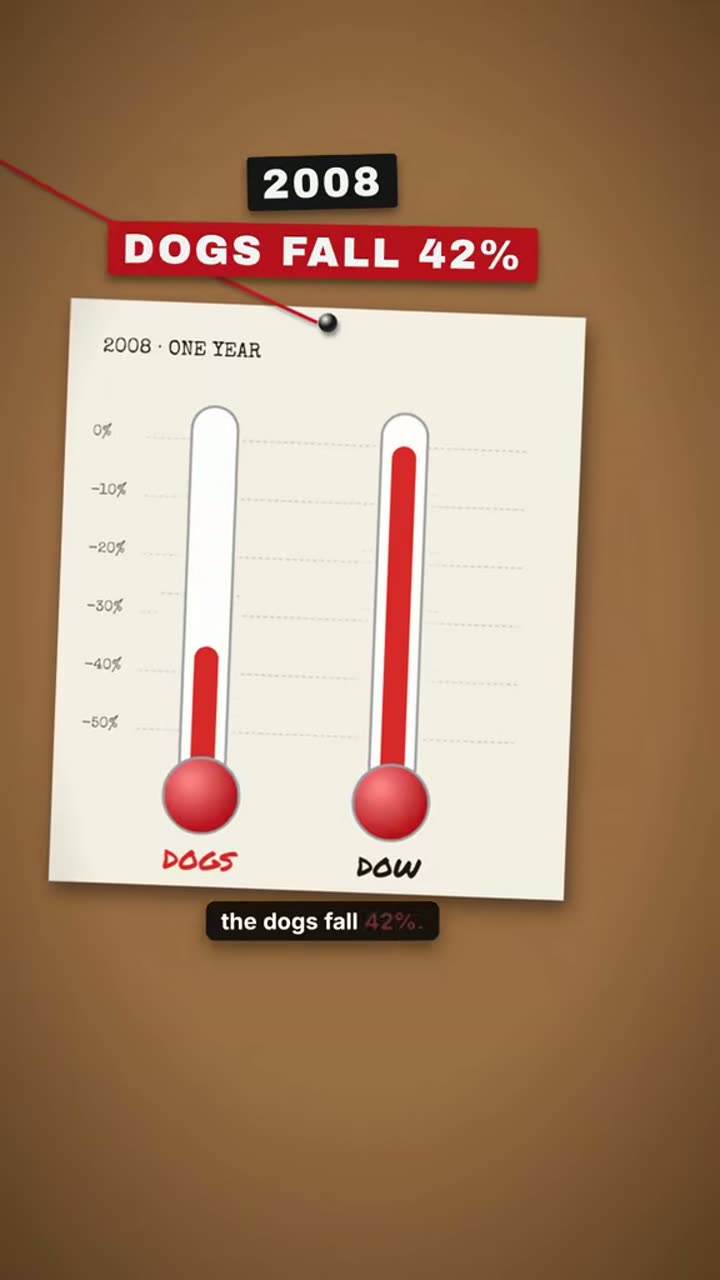 2008
DOGS FALL 42%
2008 · ONE YEAR
0%
-10%
-20%
-30%
-40%
-50%
DOGS
DOW
the dogs fall 42%.